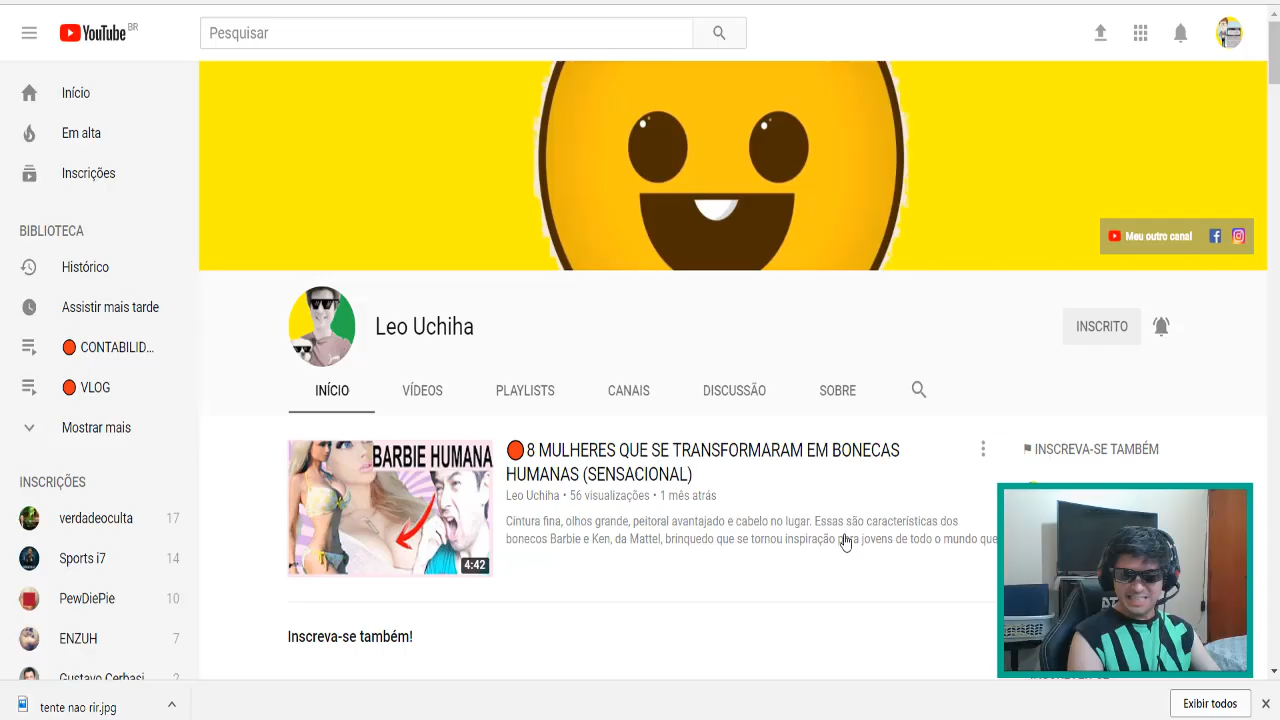 YouTube BR
Pesquisar
Início
Em alta
Inscrições
BIBLIOTECA
Histórico
Assistir mais tarde
CONTABILID...
VLOG
Mostrar mais
INSCRIÇÕES
verdadeoculta 17
Sports i7 14
PewDiePie 10
ENZUH 7
Gustavo Cerbasi 2
Meu outro canal
Leo Uchiha
INSCRITO
INÍCIO VÍDEOS PLAYLISTS CANAIS DISCUSSÃO SOBRE
BARBIE HUMANA
4:42
8 MULHERES QUE SE TRANSFORMARAM EM BONECAS
HUMANAS (SENSACIONAL)
Leo Uchiha • 56 visualizações • 1 mês atrás
Cintura fina, olhos grande, peitoral avantajado e cabelo no lugar. Essas são características dos
bonecos Barbie e Ken, da Mattel, brinquedo que se tornou inspiração para jovens de todo o mundo que
INSCREVA-SE TAMBÉM
Inscreva-se também!
tente nao rir.jpg
Exibir todos